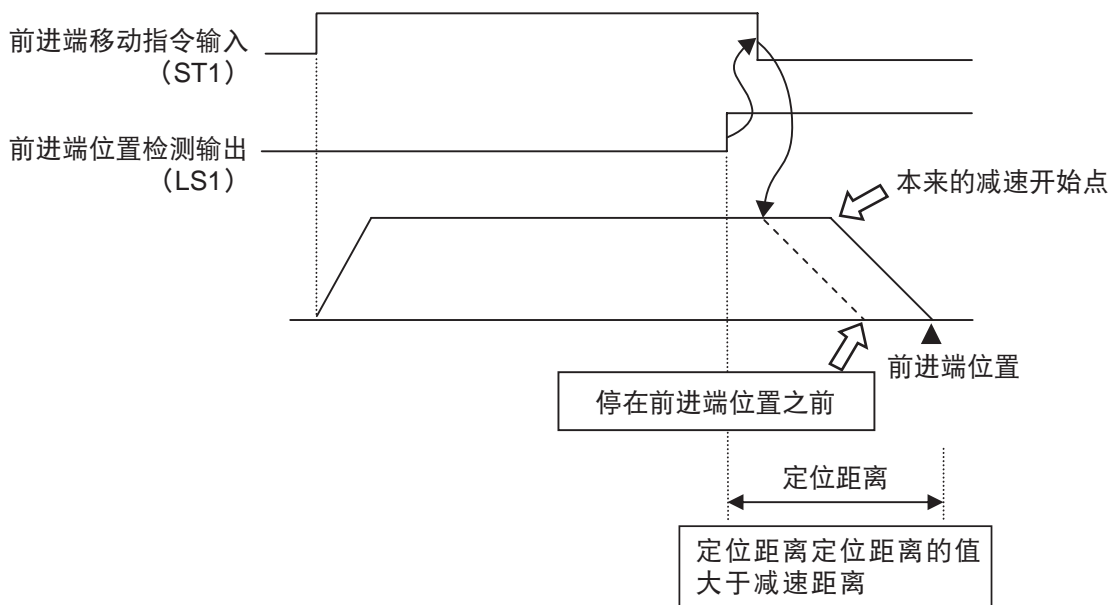 前进端移动指令输入
（ST1）
前进端位置检测输出
（LS1）
本来的减速开始点
前进端位置
停在前进端位置之前
定位距离
定位距离定位距离的值
大于减速距离